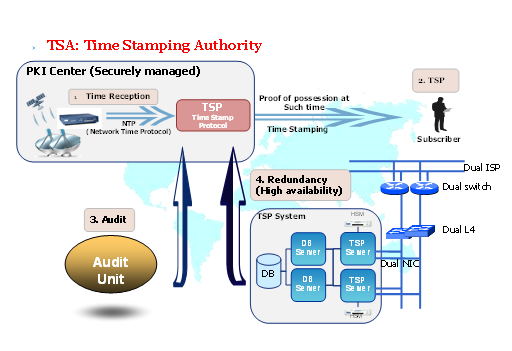 TSA: Time Stamping Authority
PKI Center (Securely managed)
1. Time Reception
NTP
( Network Time Protocol)
TSP
Time Stamp
Protocol
Proof of possession at
Such time
Time Stamping
2. TSP
Subscriber
3. Audit
Audit
Unit
4. Redundancy
(High availability)
TSP System
HSM
DB
DB
Server
TSP
Server
DB
Server
TSP
Server
HSM
Dual ISP
Dual switch
Dual L4
Dual NIC